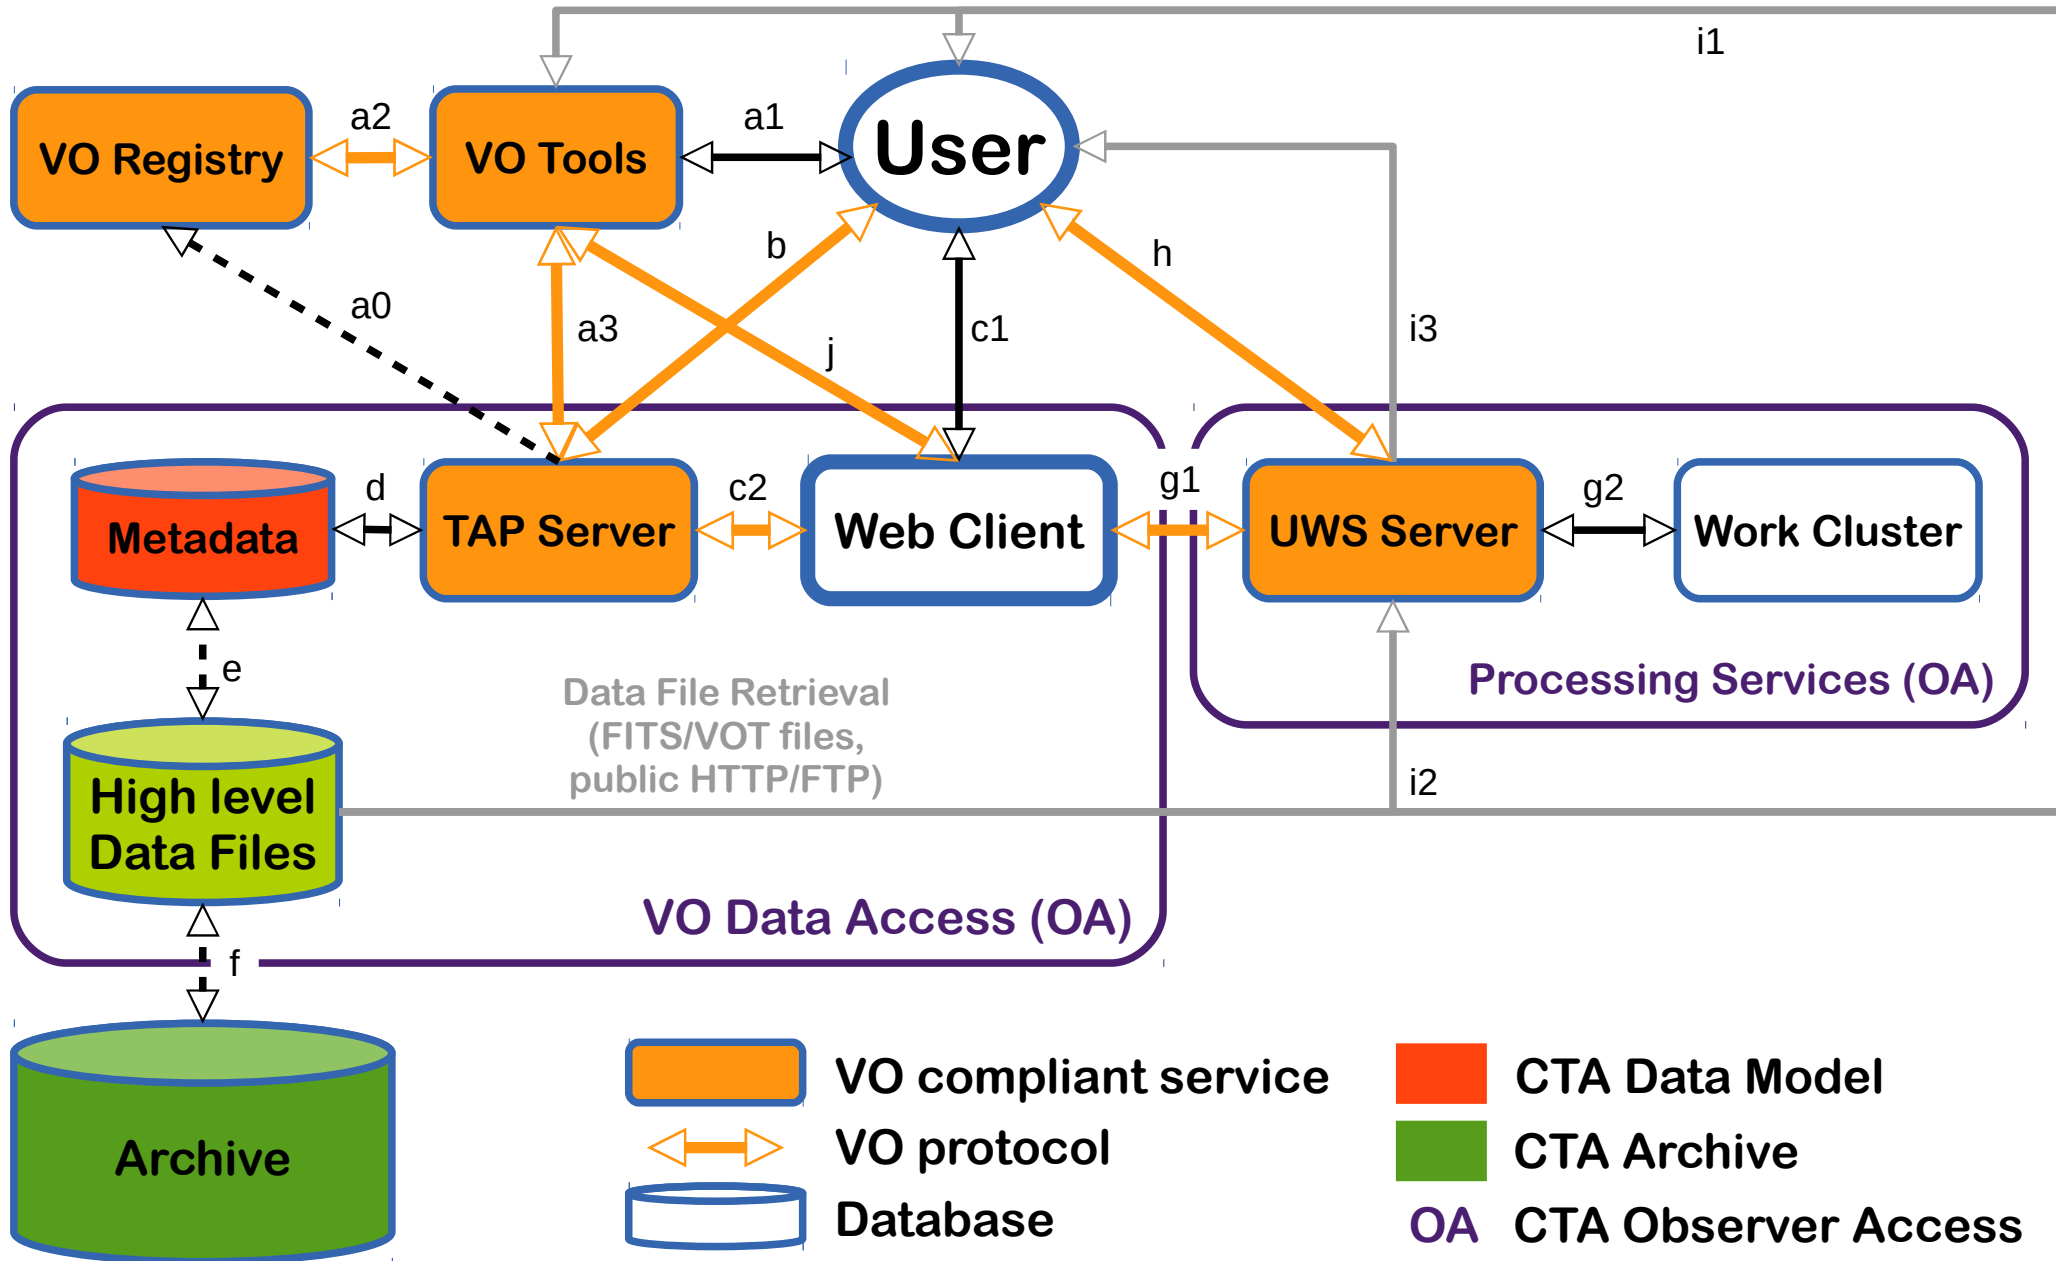 i1
a2
a1
VO Registry
VO Tools
User
b
h
a0
a3
j
c1
i3
d
c2
g1
g2
Metadata
TAP Server
Web Client
UWS Server
Work Cluster
e
Data File Retrieval
(FITS/VOT files,
public HTTP/FTP)
Processing Services (OA)
i2
High level
Data Files
VO Data Access (OA)
f
Archive
VO compliant service
VO protocol
Database
CTA Data Model
CTA Archive
OA CTA Observer Access